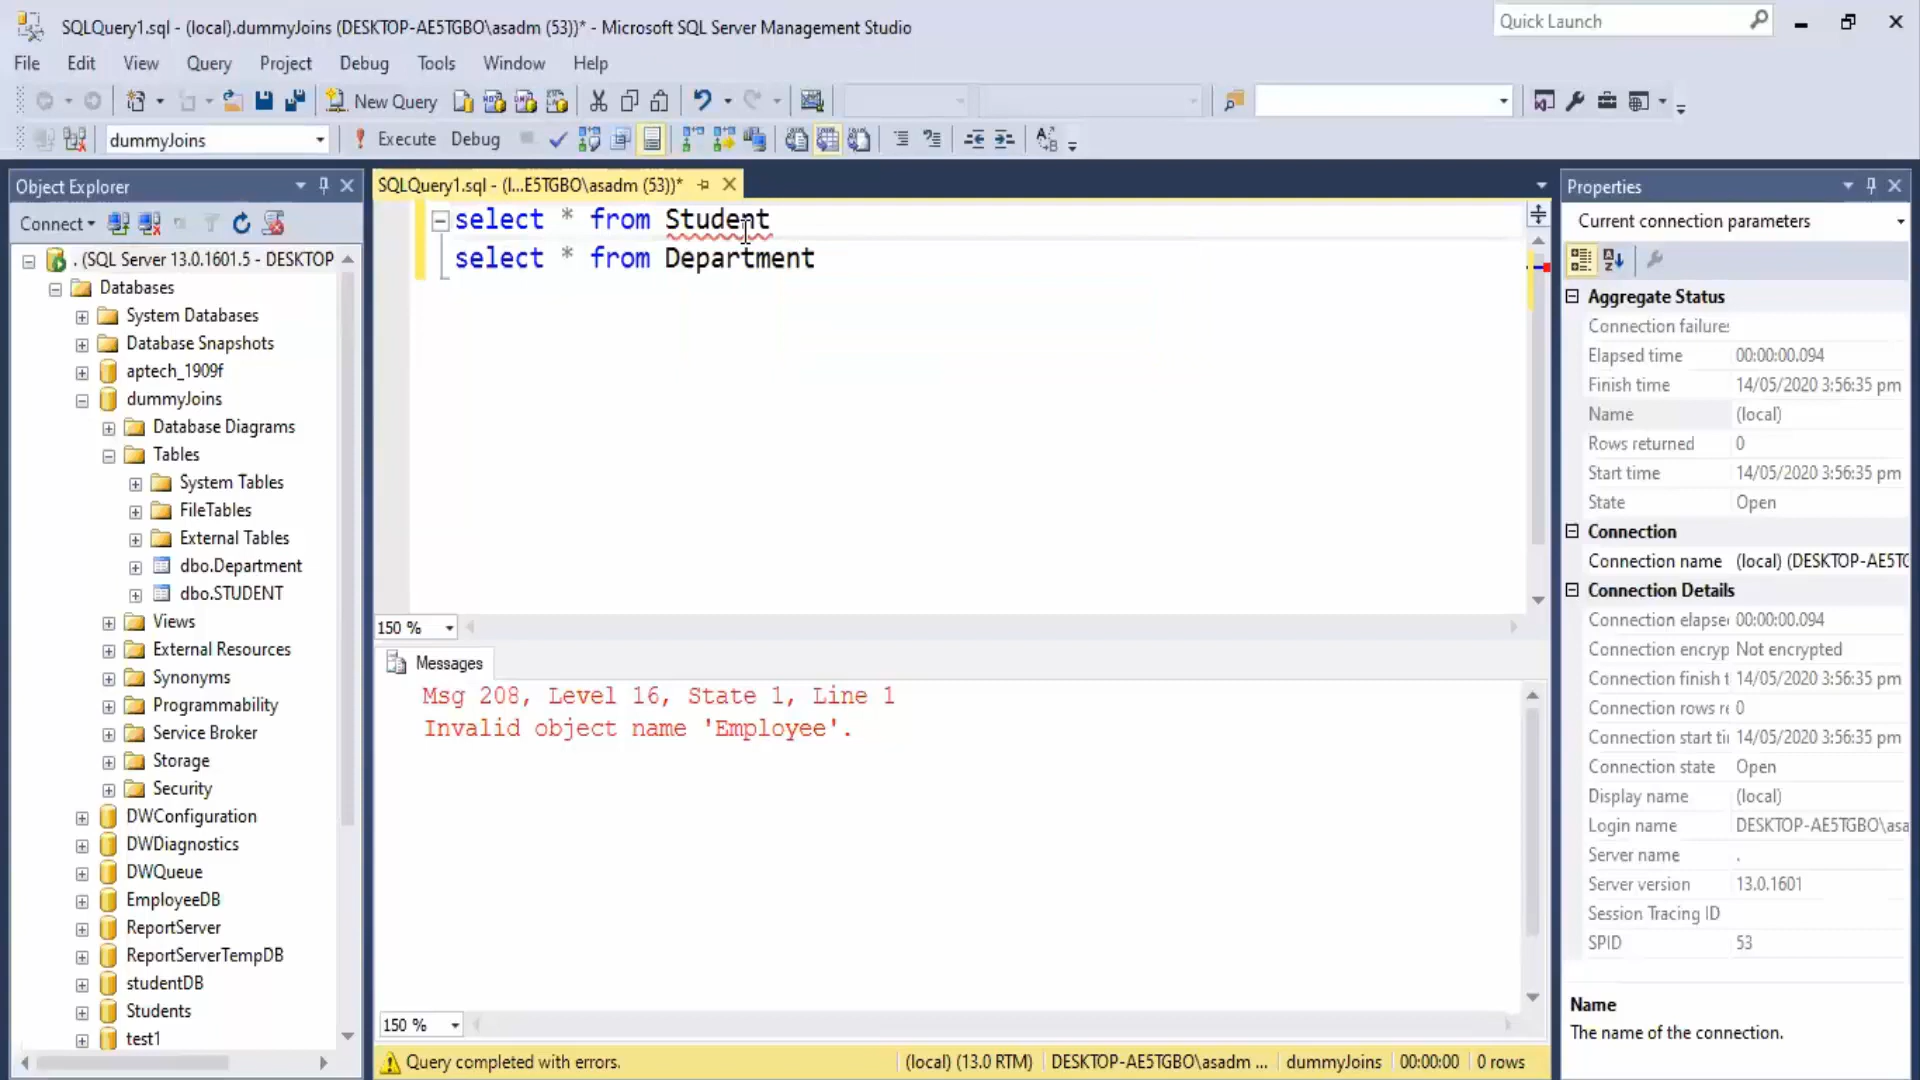 SQLQuery1.sql - (local).dummyJoins (DESKTOP-AE5TGBO\asadm (53))* - Microsoft SQL Server Management Studio
Quick Launch
File Edit View Query Project Debug Tools Window Help
New Query
dummyJoins
Execute Debug
Object Explorer
Connect
. (SQL Server 13.0.1601.5 - DESKTOP
Databases
System Databases
Database Snapshots
aptech_1909f
dummyJoins
Database Diagrams
Tables
System Tables
FileTables
External Tables
dbo.Department
dbo.STUDENT
Views
External Resources
Synonyms
Programmability
Service Broker
Storage
Security
DWConfiguration
DWDiagnostics
DWQueue
EmployeeDB
ReportServer
ReportServerTempDB
studentDB
Students
test1
SQLQuery1.sql - (l...E5TGBO\asadm (53))*
select * from Student
select * from Department
150 %
Messages
Msg 208, Level 16, State 1, Line 1
Invalid object name 'Employee'.
150 %
Query completed with errors.
(local) (13.0 RTM) DESKTOP-AE5TGBO\asadm ... dummyJoins 00:00:00 0 rows
Properties
Current connection parameters
Aggregate Status
Connection failures
Elapsed time 00:00:00.094
Finish time 14/05/2020 3:56:35 pm
Name (local)
Rows returned 0
Start time 14/05/2020 3:56:35 pm
State Open
Connection
Connection name (local) (DESKTOP-AE5TG
Connection Details
Connection elapse 00:00:00.094
Connection encryp Not encrypted
Connection finish t 14/05/2020 3:56:35 pm
Connection rows re 0
Connection start ti 14/05/2020 3:56:35 pm
Connection state Open
Display name (local)
Login name DESKTOP-AE5TGBO\asa
Server name .
Server version 13.0.1601
Session Tracing ID
SPID 53
Name
The name of the connection.